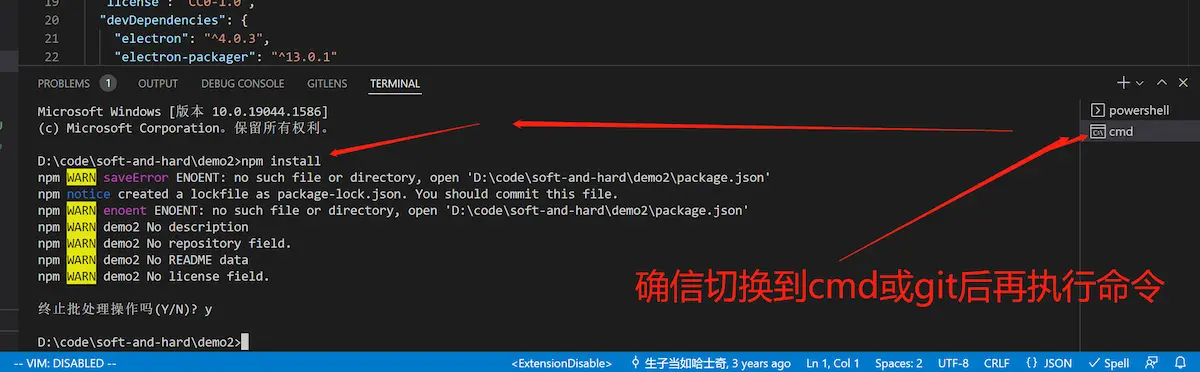 19 "license": "CC0-1.0",
20 "devDependencies": {
21 "electron": "^4.0.3",
22 "electron-packager": "^13.0.1"
PROBLEMS 1 OUTPUT DEBUG CONSOLE GITLENS TERMINAL
Microsoft Windows [版本 10.0.19044.1586]
(c) Microsoft Corporation。保留所有权利。
D:\code\soft-and-hard\demo2>npm install
npm WARN saveError ENOENT: no such file or directory, open 'D:\code\soft-and-hard\demo2\package.json'
npm notice created a lockfile as package-lock.json. You should commit this file.
npm WARN enoent ENOENT: no such file or directory, open 'D:\code\soft-and-hard\demo2\package.json'
npm WARN demo2 No description
npm WARN demo2 No repository field.
npm WARN demo2 No README data
npm WARN demo2 No license field.
终止批处理操作吗(Y/N)? y
D:\code\soft-and-hard\demo2>
powershell
cmd
确信切换到cmd或git后再执行命令
-- VIM: DISABLED -- <ExtensionDisable> 生子当如哈士奇, 3 years ago Ln 1, Col 1 Spaces: 2 UTF-8 CRLF {} JSON Spell